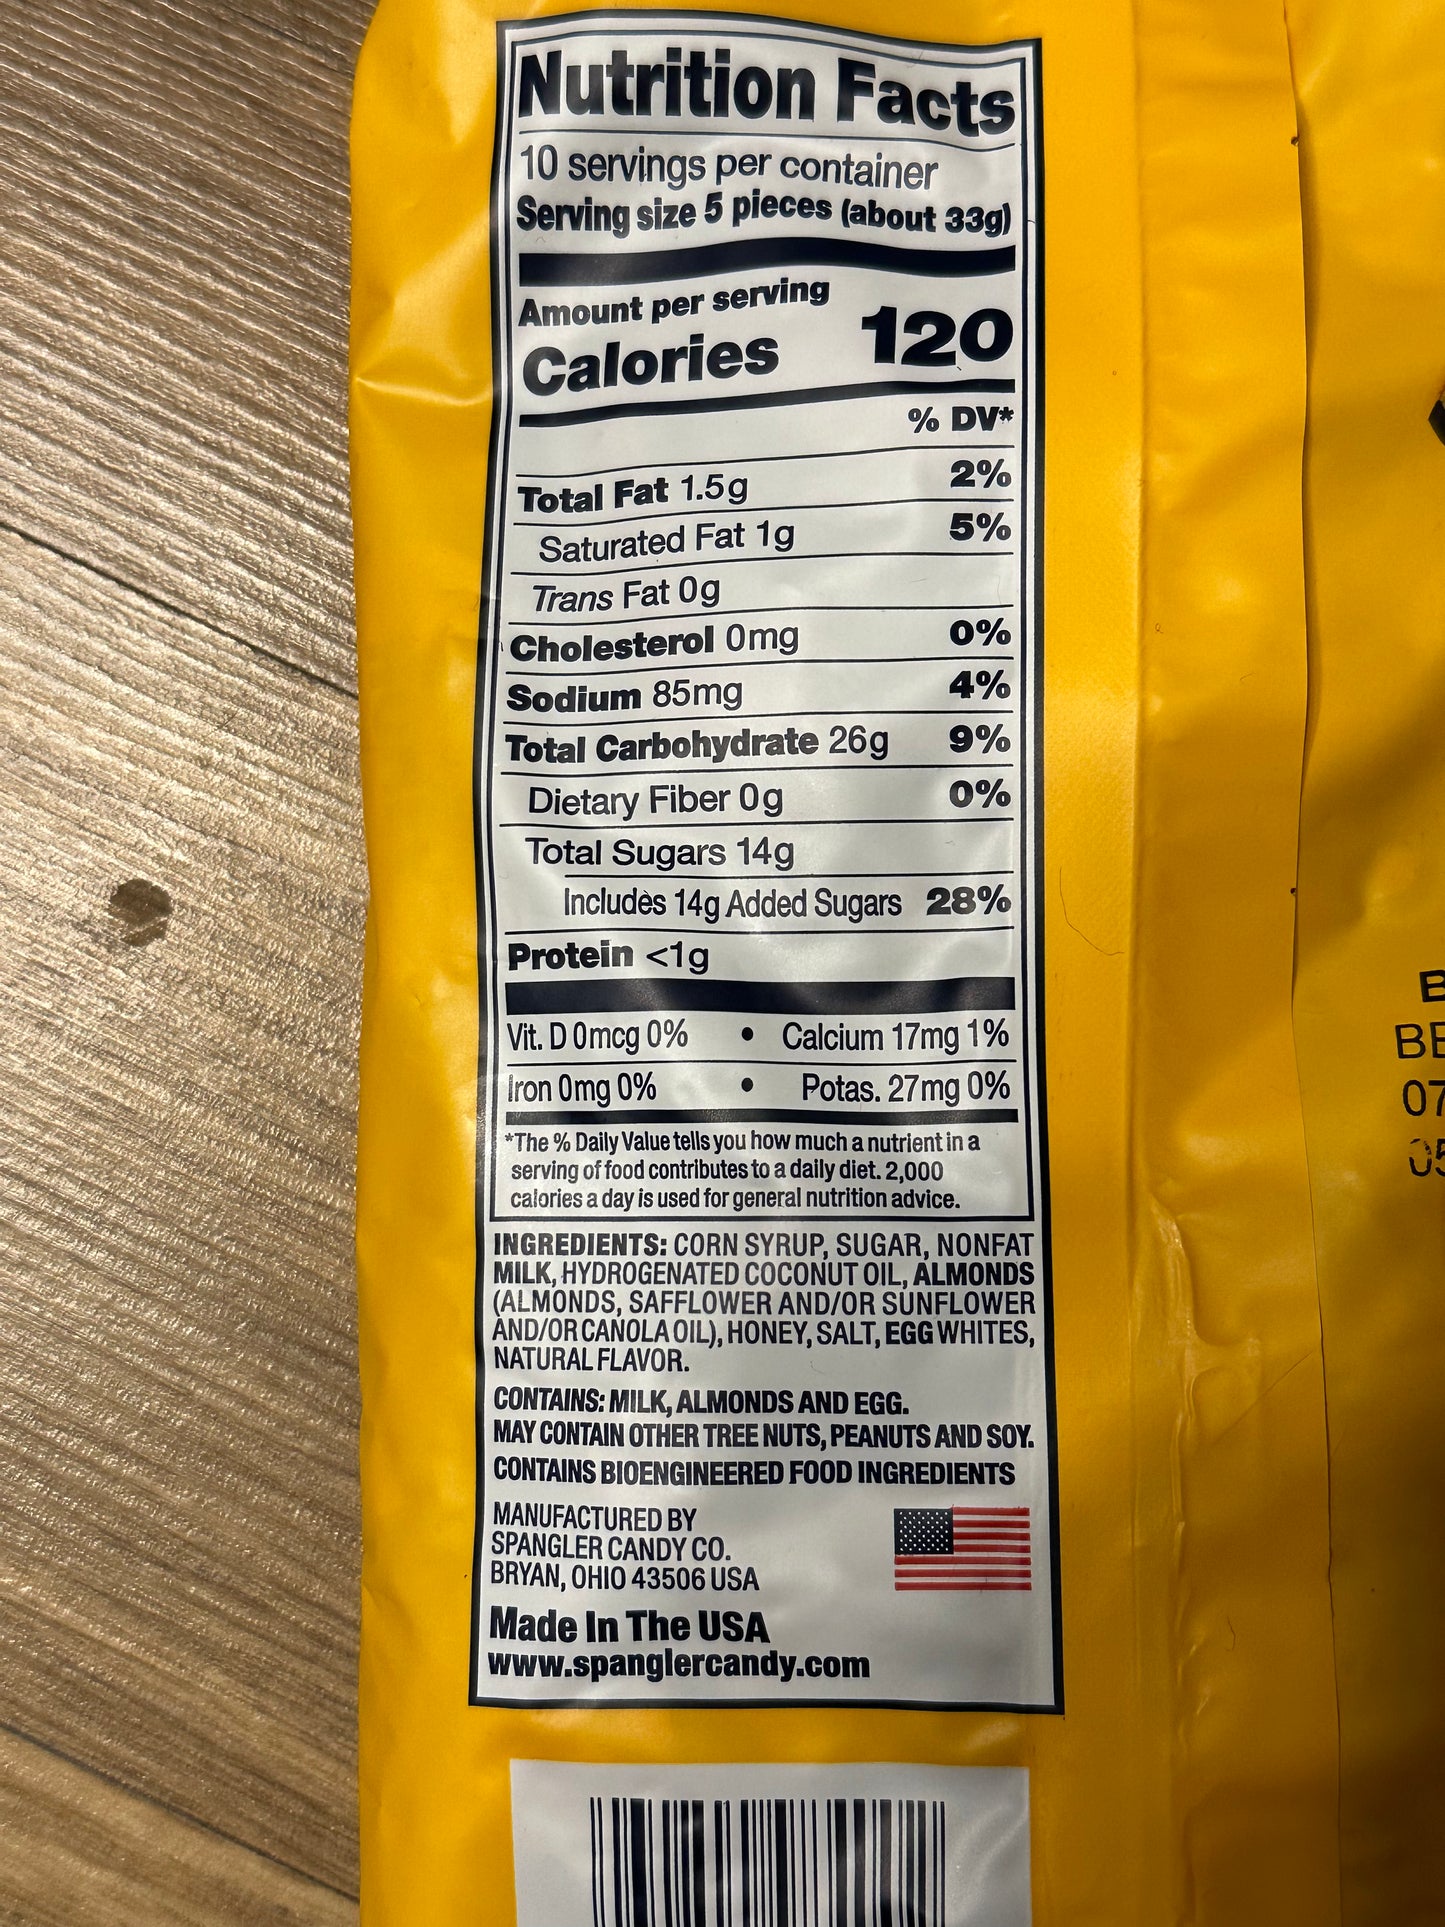 Nutrition Facts
10 servings per container
Serving size 5 pieces (about 33g)
Amount per serving
Calories 120
% DV*
Total Fat 1.5g 2%
Saturated Fat 1g 5%
Trans Fat 0g
Cholesterol 0mg 0%
Sodium 85mg 4%
Total Carbohydrate 26g 9%
Dietary Fiber 0g 0%
Total Sugars 14g
Includes 14g Added Sugars 28%
Protein <1g
Vit. D 0mcg 0% • Calcium 17mg 1%
Iron 0mg 0% • Potas. 27mg 0%
*The % Daily Value tells you how much a nutrient in a
serving of food contributes to a daily diet. 2,000
calories a day is used for general nutrition advice.
INGREDIENTS: CORN SYRUP, SUGAR, NONFAT
MILK, HYDROGENATED COCONUT OIL, ALMONDS
(ALMONDS, SAFFLOWER AND/OR SUNFLOWER
AND/OR CANOLA OIL), HONEY, SALT, EGG WHITES,
NATURAL FLAVOR.
CONTAINS: MILK, ALMONDS AND EGG.
MAY CONTAIN OTHER TREE NUTS, PEANUTS AND SOY.
CONTAINS BIOENGINEERED FOOD INGREDIENTS
MANUFACTURED BY
SPANGLER CANDY CO.
BRYAN, OHIO 43506 USA
Made In The USA
www.spanglercandy.com
B
BE
07
05